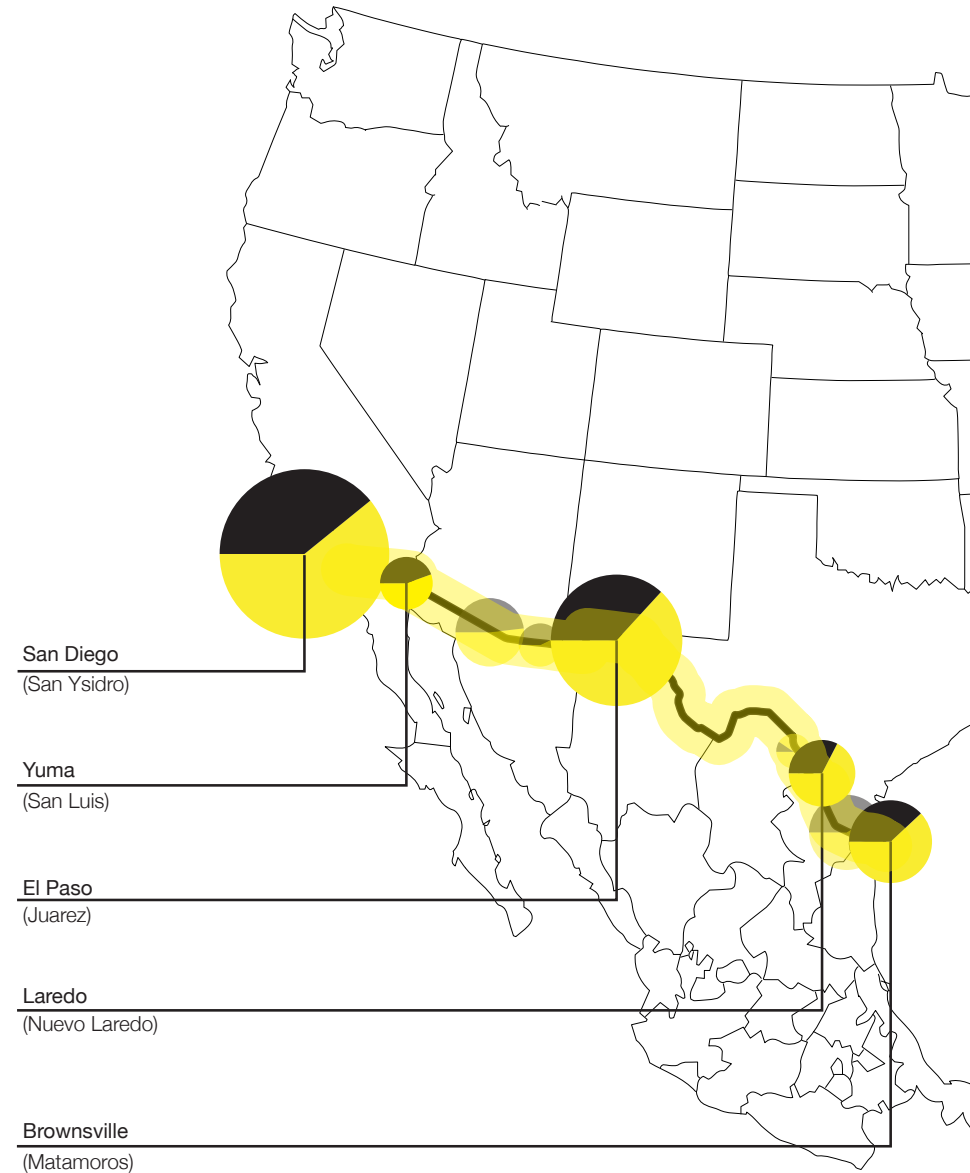 San Diego
(San Ysidro)
Yuma
(San Luis)
El Paso
(Juarez)
Laredo
(Nuevo Laredo)
Brownsville
(Matamoros)